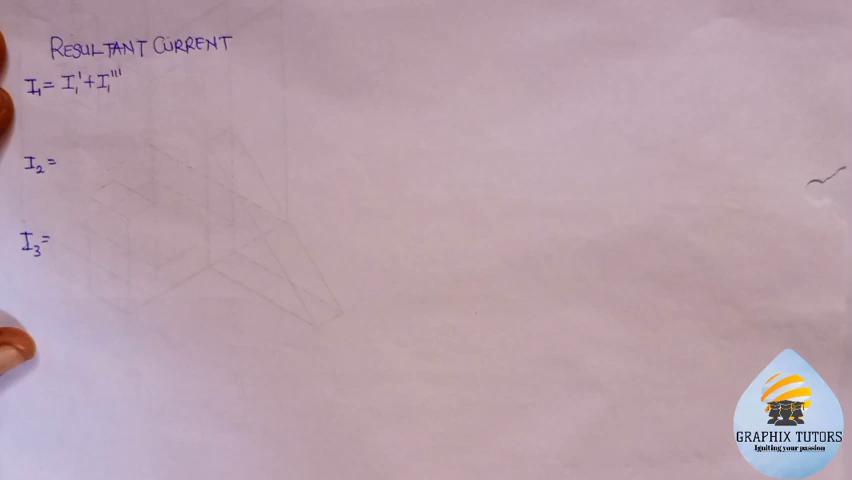 RESULTANT CURRENT
I₁ = I₁' + I₁'''
I₂ =
I₃ =
GRAPHIX TUTORS
Igniting your passion